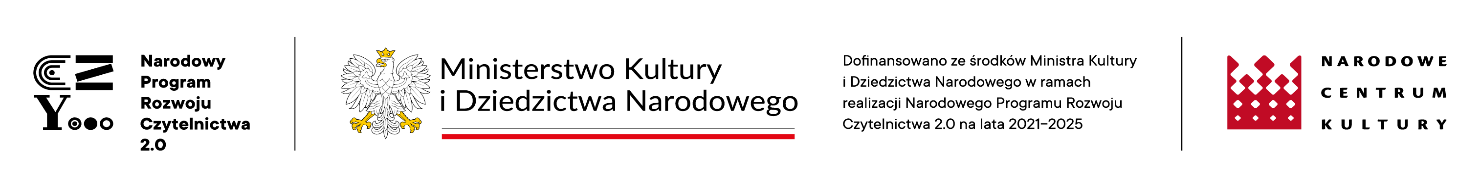 CZ
Y
Narodowy
Program
Rozwoju
Czytelnictwa
2.0
Ministerstwo Kultury
i Dziedzictwa Narodowego
Dofinansowano ze środków Ministra Kultury
i Dziedzictwa Narodowego w ramach
realizacji Narodowego Programu Rozwoju
Czytelnictwa 2.0 na lata 2021–2025
NARODOWE
CENTRUM
KULTURY